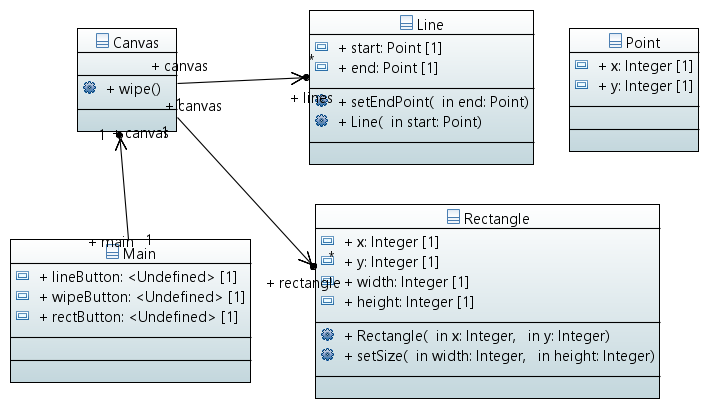 Canvas
+ wipe()
+ canvas
+ canvas
1
1 + canvas 1
Line
+ start: Point [1]
+ end: Point [1]
+ setEndPoint( in end: Point)
+ Line( in start: Point)
*
+ lines
Point
+ x: Integer [1]
+ y: Integer [1]
+ main 1
Main
+ lineButton: <Undefined> [1]
+ wipeButton: <Undefined> [1]
+ rectButton: <Undefined> [1]
Rectangle
+ x: Integer [1]
+ y: Integer [1]
+ width: Integer [1]
+ height: Integer [1]
+ Rectangle( in x: Integer, in y: Integer)
+ setSize( in width: Integer, in height: Integer)
*
+ rectangle